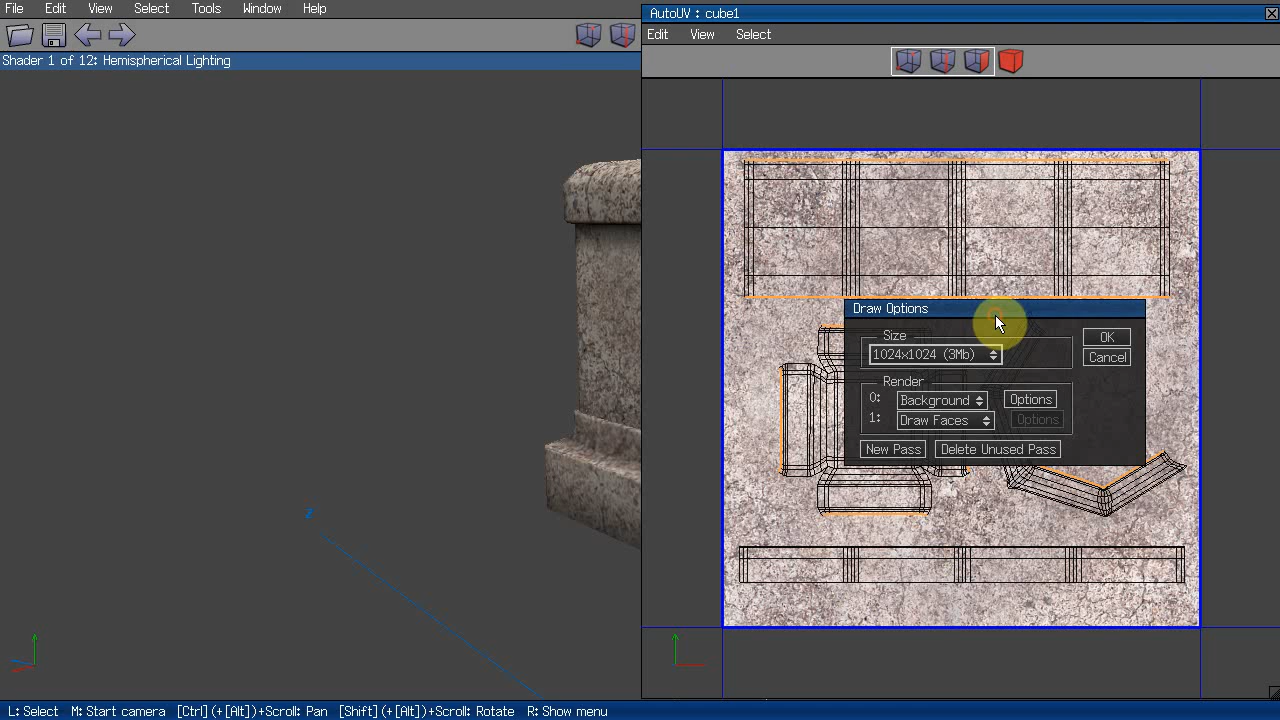 File Edit View Select Tools Window Help
AutoUV : cube1
Edit View Select
Shader 1 of 12: Hemispherical Lighting
Draw Options
Size
1024x1024 (3Mb)
OK
Cancel
Render
0: Background Options
1: Draw Faces Options
New Pass Delete Unused Pass
Z
L: Select M: Start camera [Ctrl](+[Alt])+Scroll: Pan [Shift](+[Alt])+Scroll: Rotate R: Show menu